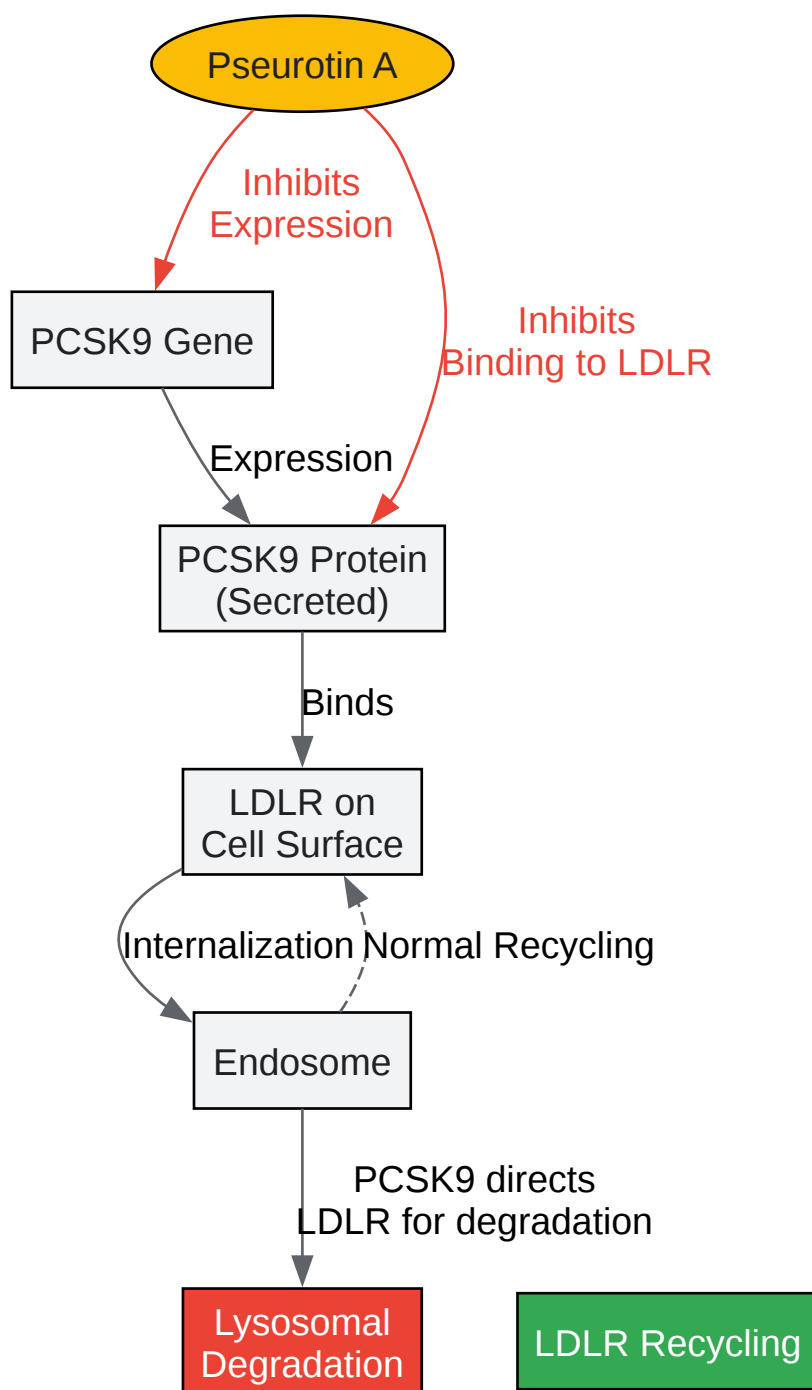 Pseurotin A
Inhibits
Expression
PCSK9 Gene
Inhibits
Binding to LDLR
Expression
PCSK9 Protein
(Secreted)
Binds
LDLR on
Cell Surface
Internalization
Normal Recycling
Endosome
PCSK9 directs
LDLR for degradation
Lysosomal
Degradation
LDLR Recycling